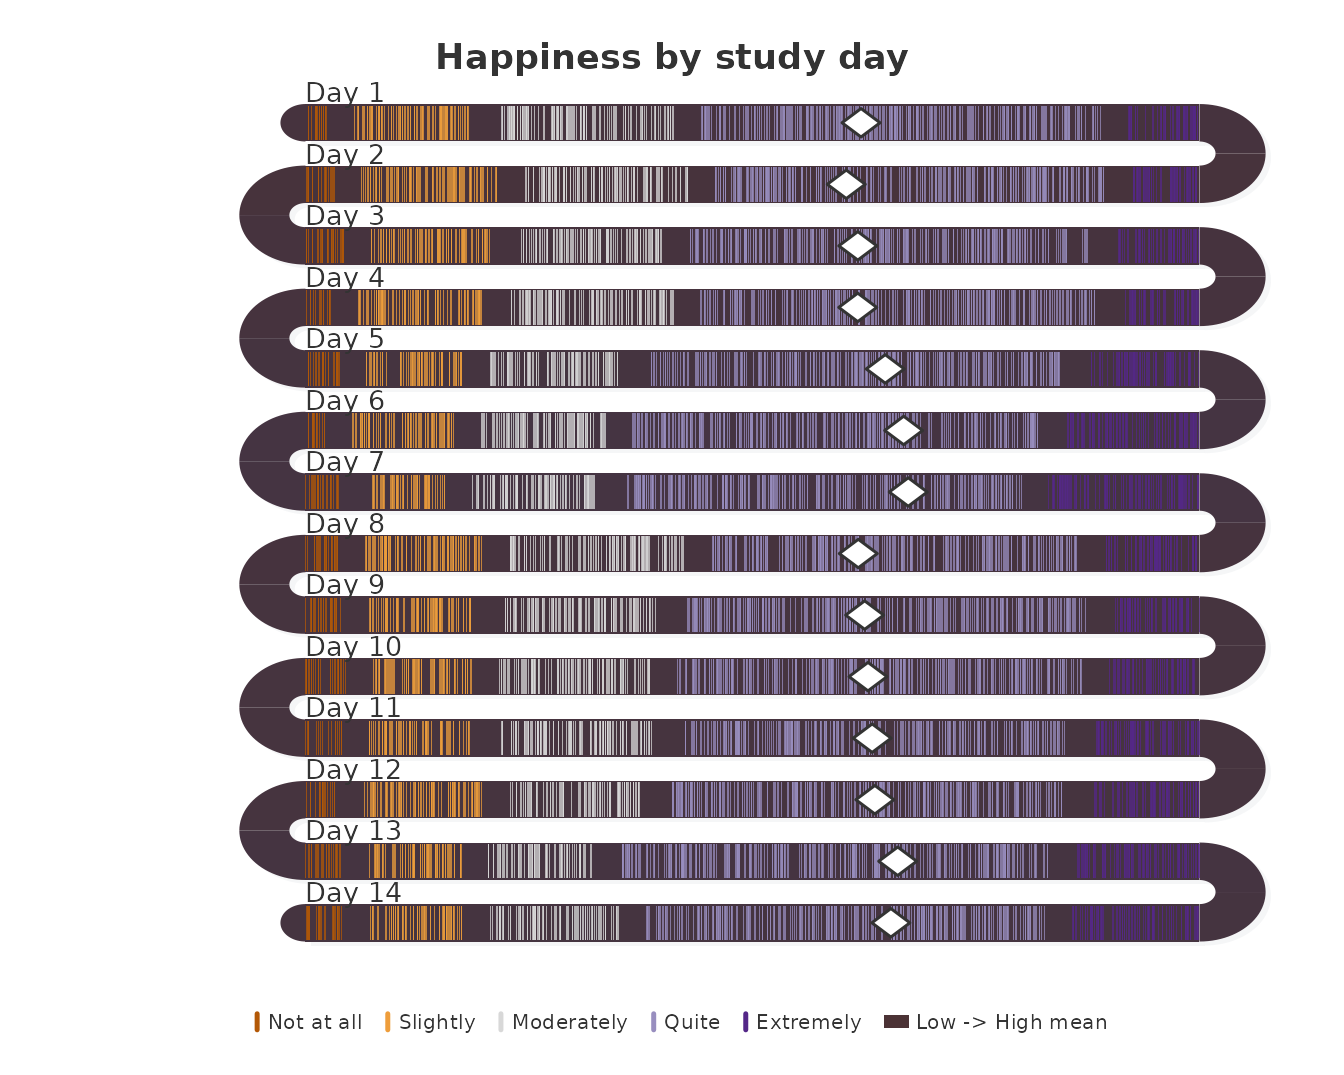 Happiness by study day
Day 1
Day 2
Day 3
Day 4
Day 5
Day 6
Day 7
Day 8
Day 9
Day 10
Day 11
Day 12
Day 13
Day 14
Not at all Slightly Moderately Quite Extremely Low -> High mean